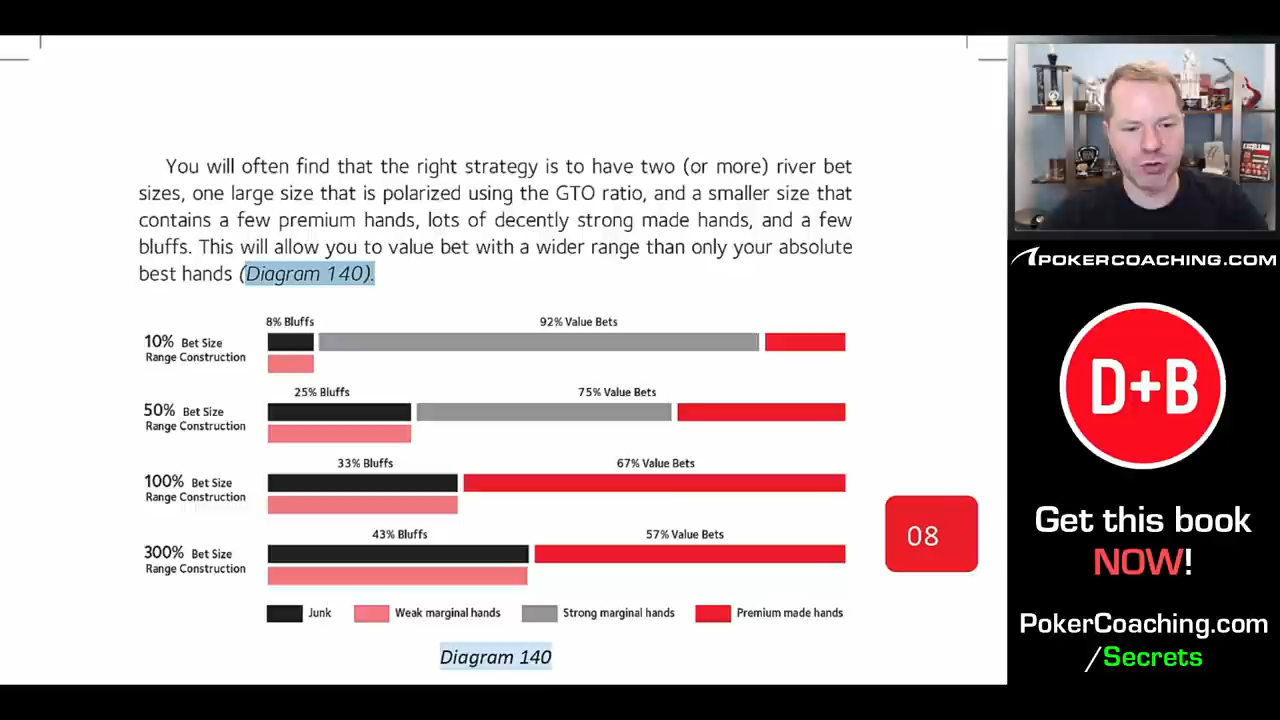 You will often find that the right strategy is to have two (or more) river bet
sizes, one large size that is polarized using the GTO ratio, and a smaller size that
contains a few premium hands, lots of decently strong made hands, and a few
bluffs. This will allow you to value bet with a wider range than only your absolute
best hands (Diagram 140).
8% Bluffs 92% Value Bets
10% Bet Size
Range Construction
25% Bluffs 75% Value Bets
50% Bet Size
Range Construction
33% Bluffs 67% Value Bets
100% Bet Size
Range Construction
43% Bluffs 57% Value Bets
300% Bet Size
Range Construction
Junk Weak marginal hands Strong marginal hands Premium made hands
Diagram 140
08
POKERCOACHING.COM
D+B
Get this book
NOW!
PokerCoaching.com
/Secrets